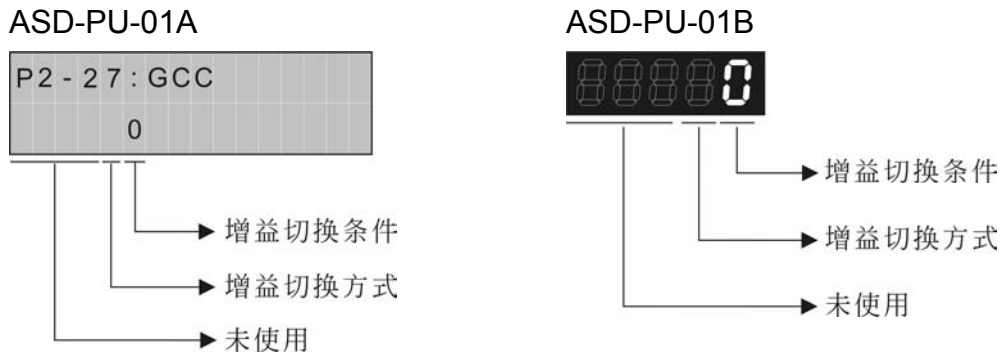 ASD-PU-01A
P2-27:GCC
0
增益切换条件
增益切换方式
未使用
ASD-PU-01B
0
增益切换条件
增益切换方式
未使用